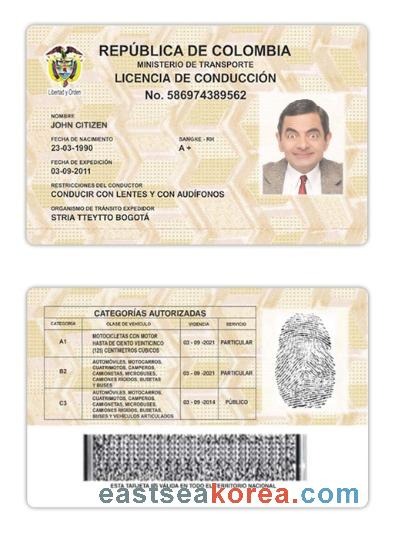 REPÚBLICA DE COLOMBIA
MINISTERIO DE TRANSPORTE
LICENCIA DE CONDUCCIÓN
No. 586974389562
Libertad y Orden
NOMBRE
JOHN CITIZEN
FECHA DE NACIMIENTO SANGRE - RH
23-03-1990 A +
FECHA DE EXPEDICIÓN
03-09-2011
RESTRICCIONES DEL CONDUCTOR
CONDUCIR CON LENTES Y CON AUDÍFONOS
ORGANISMO DE TRÁNSITO EXPEDIDOR
STRIA TTEYTTO BOGOTÁ
CATEGORÍAS AUTORIZADAS
CATEGORÍA CLASE DE VEHÍCULO VIGENCIA SERVICIO
MOTOCICLETAS CON MOTOR
A1 HASTA DE CIENTO VEINTICINCO 03 - 09 - 2021 PARTICULAR
(125) CENTÍMETROS CÚBICOS
AUTOMÓVILES, MOTOCARROS,
CUATRIMOTOS, CAMPEROS,
B2 CAMIONETAS, MICROBUSES, 03 - 09 - 2021 PARTICULAR
CAMIONES RÍGIDOS, BUSETAS
Y BUSES
AUTOMÓVILES, MOTOCARROS,
CUATRIMOTOS, CAMPEROS,
C3 CAMIONETAS, MICROBUSES, 03 - 09 - 2014 PÚBLICO
CAMIONES RÍGIDOS, BUSETAS
BUSES Y VEHÍCULOS ARTICULADOS
ESTA TARJETA ES VÁLIDA EN TODO EL TERRITORIO NACIONAL
eastseakorea.com